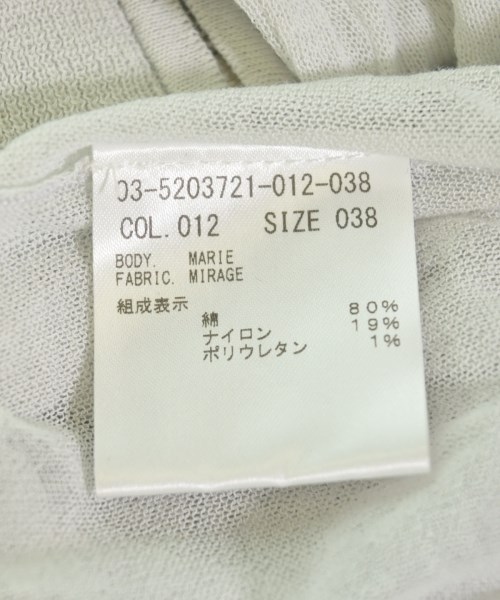 03-5203721-012-038
COL.012 SIZE 038
BODY. MARIE
FABRIC. MIRAGE
組成表示
綿 80%
ナイロン 19%
ポリウレタン 1%